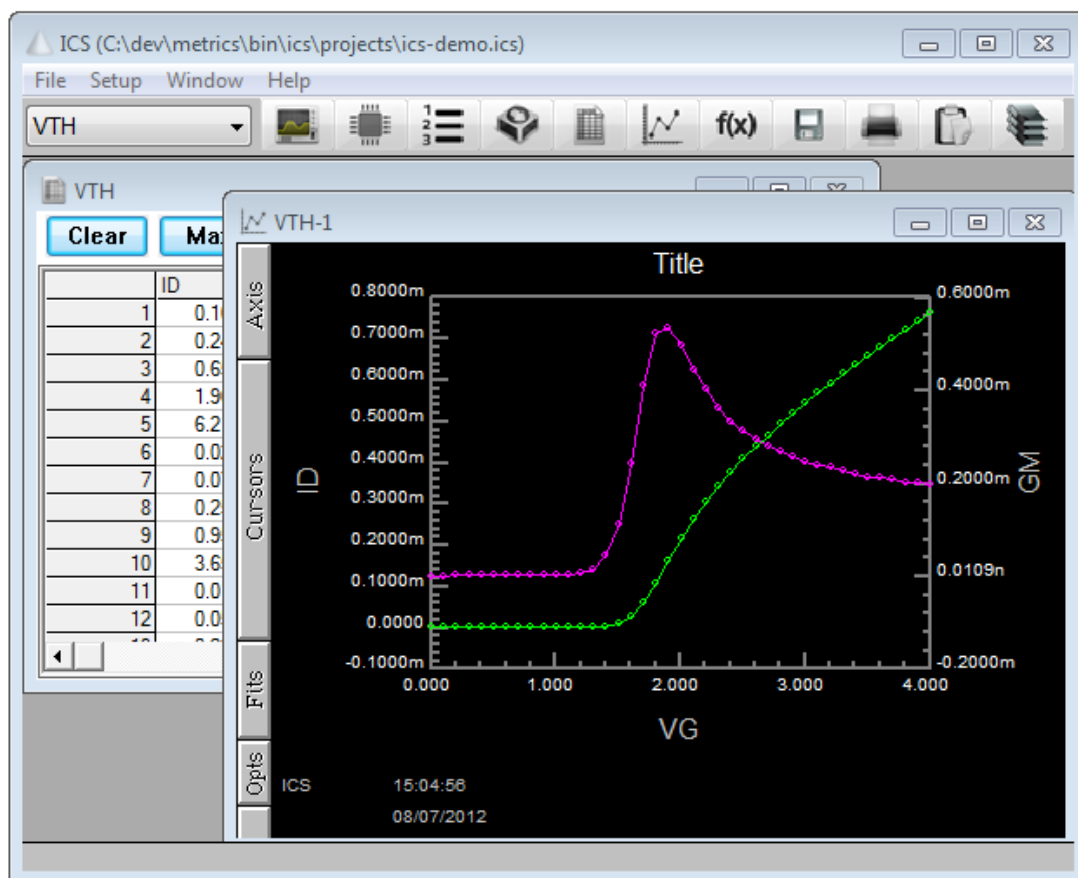 ICS (C:\dev\metrics\bin\ics\projects\ics-demo.ics)
File Setup Window Help
VTH
1
2
3
f(x)
VTH
Clear
VTH-1
ID
1
2
3
4
5
6
7
8
9
10
11
12
Axis
Cursors
Fits
Opts
Title
0.8000m 0.6000m
0.7000m
0.6000m
0.4000m
0.5000m
0.4000m
0.2000m
0.3000m
0.2000m
0.1000m 0.0109n
0.0000
-0.1000m -0.2000m
ID
GM
0.000 1.000 2.000 3.000 4.000
VG
ICS 15:04:56
08/07/2012